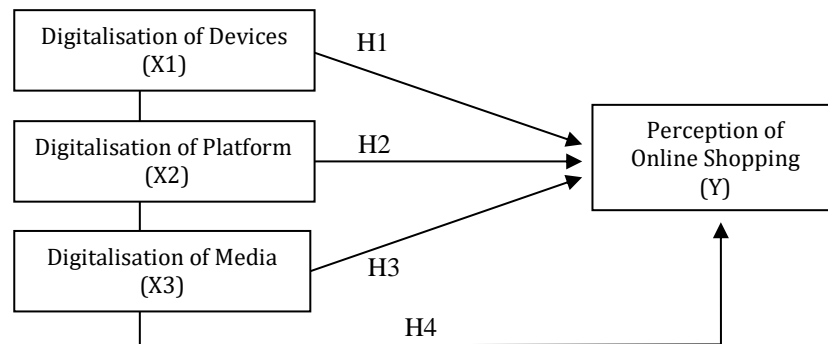 Digitalisation of Devices
(X1)
H1
Digitalisation of Platform
(X2)
H2
Perception of
Online Shopping
(Y)
Digitalisation of Media
(X3)
H3
H4